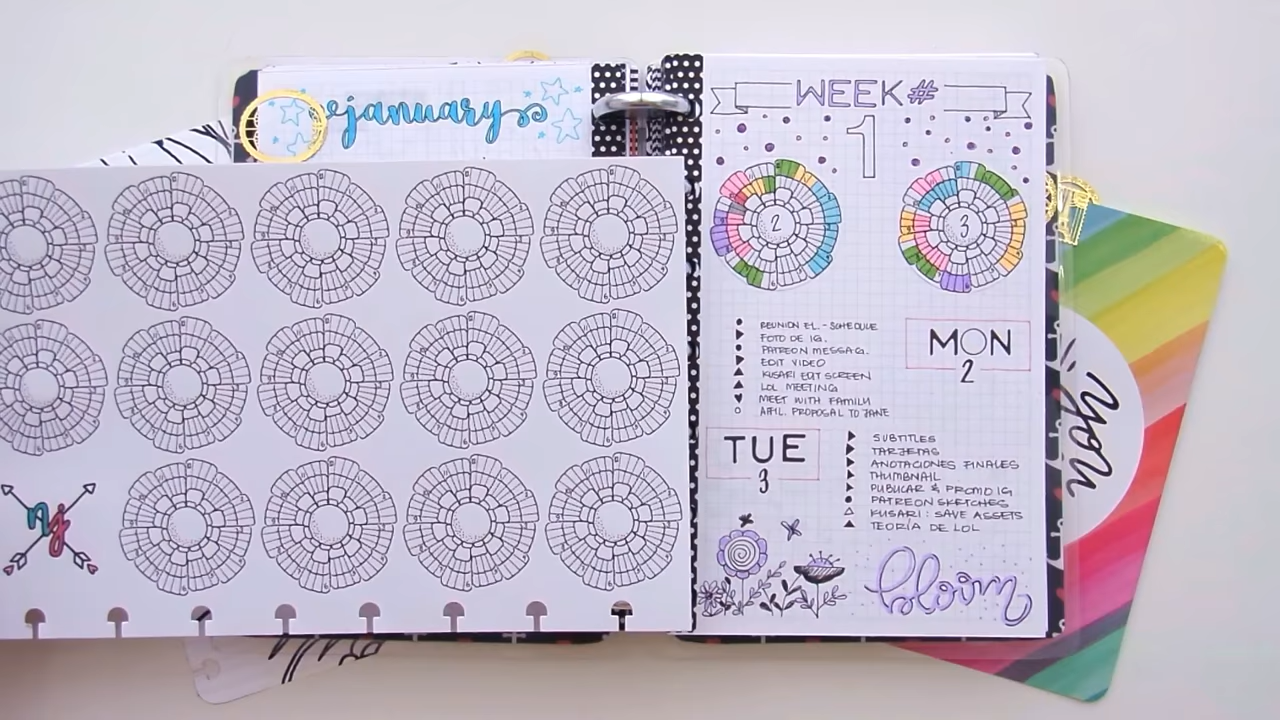 january
nj
WEEK #
1
2
3
REUNION EL. - SCHEDULE
FOTO DE IG.
PATREON MESSAG.
EDIT VIDEO
KUSARI EDIT SCREEN
LOL MEETING
MEET WITH FAMILY
AFFIL. PROPOSAL TO JANE
MON
2
TUE
3
SUBTITLES
TARJETAS
ANOTACIONES FINALES
THUMBNAIL
PUBLICAR & PROMO IG
PATREON SKETCHES
KUSARI: SAVE ASSETS
TEORÍA DE LOL
bloom
you